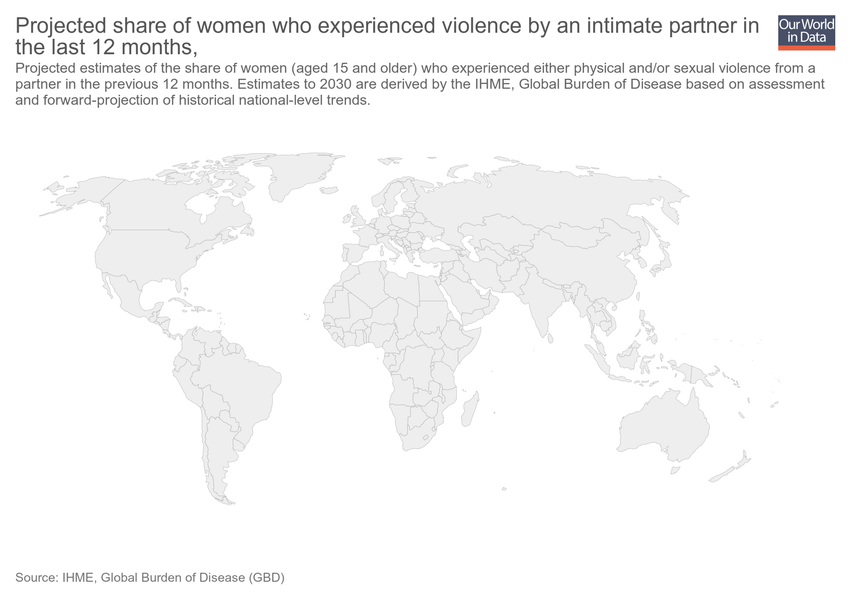 Projected share of women who experienced violence by an intimate partner in
the last 12 months,
Our World
in Data
Projected estimates of the share of women (aged 15 and older) who experienced either physical and/or sexual violence from a
partner in the previous 12 months. Estimates to 2030 are derived by the IHME, Global Burden of Disease based on assessment
and forward-projection of historical national-level trends.
Source: IHME, Global Burden of Disease (GBD)